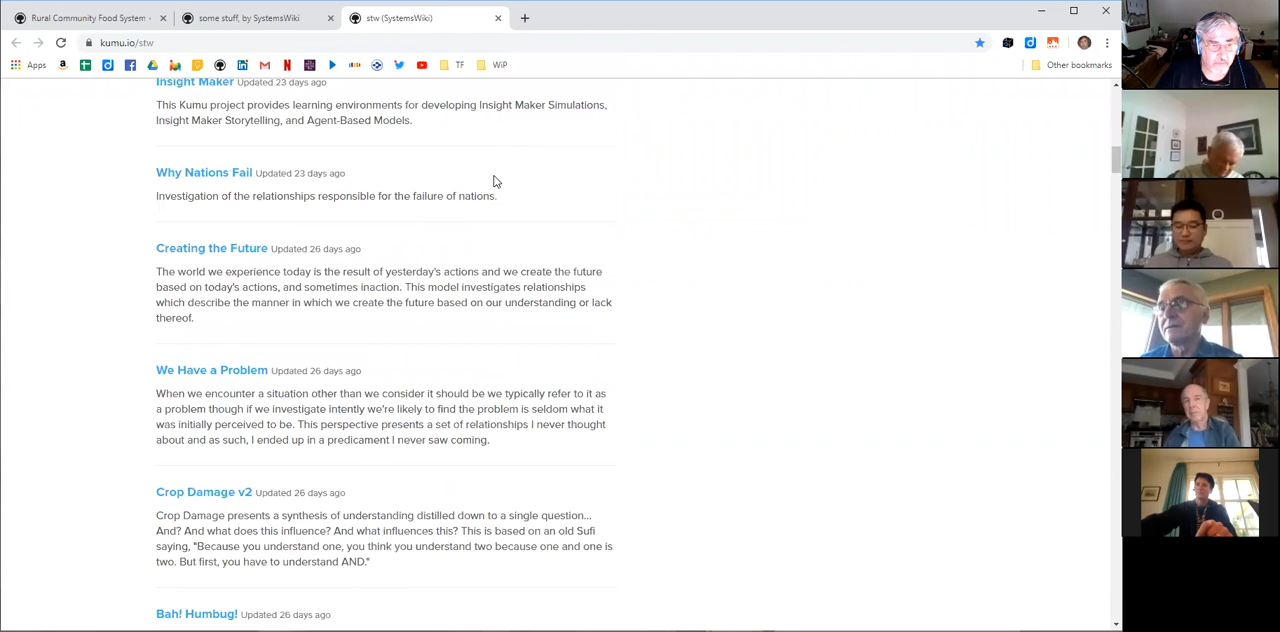 Rural Community Food System -
some stuff, by SystemsWiki
stw (SystemsWiki)
kumu.io/stw
Apps
TF
WiP
Other bookmarks
Insight Maker Updated 23 days ago
This Kumu project provides learning environments for developing Insight Maker Simulations,
Insight Maker Storytelling, and Agent-Based Models.
Why Nations Fail Updated 23 days ago
Investigation of the relationships responsible for the failure of nations.
Creating the Future Updated 26 days ago
The world we experience today is the result of yesterday's actions and we create the future
based on today's actions, and sometimes inaction. This model investigates relationships
which describe the manner in which we create the future based on our understanding or lack
thereof.
We Have a Problem Updated 26 days ago
When we encounter a situation other than we consider it should be we typically refer to it as
a problem though if we investigate intently we're likely to find the problem is seldom what it
was initially perceived to be. This perspective presents a set of relationships I never thought
about and as such, I ended up in a predicament I never saw coming.
Crop Damage v2 Updated 26 days ago
Crop Damage presents a synthesis of understanding distilled down to a single question...
And? And what does this influence? And what influences this? This is based on an old Sufi
saying, "Because you understand one, you think you understand two because one and one is
two. But first, you have to understand AND."
Bah! Humbug! Updated 26 days ago